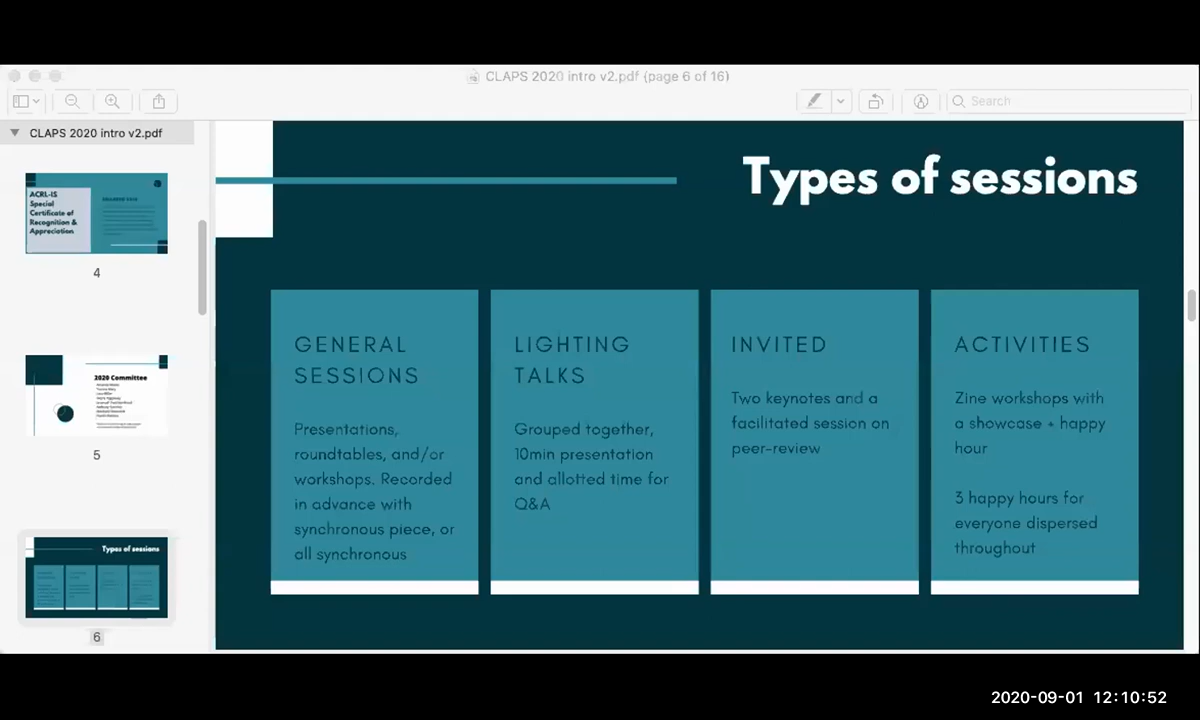 CLAPS 2020 intro v2.pdf (page 6 of 16)
Search
CLAPS 2020 intro v2.pdf
ACRL-IS
Special
Certificate of
Recognition &
Appreciation
4
2020 Committee
5
Types of sessions
6
Types of sessions
GENERAL
SESSIONS
Presentations,
roundtables, and/or
workshops. Recorded
in advance with
synchronous piece, or
all synchronous
LIGHTING
TALKS
Grouped together,
10min presentation
and allotted time for
Q&A
INVITED
Two keynotes and a
facilitated session on
peer-review
ACTIVITIES
Zine workshops with
a showcase + happy
hour
3 happy hours for
everyone dispersed
throughout
2020-09-01 12:10:52